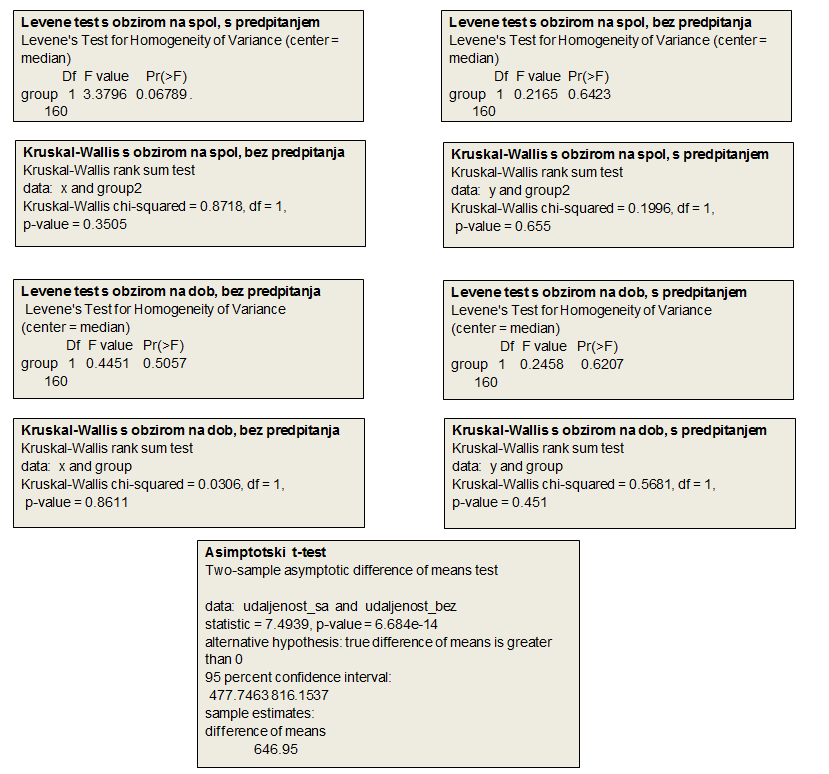 Levene test s obzirom na spol, s predpitanjem
Levene's Test for Homogeneity of Variance (center =
median)
Df F value Pr(>F)
group 1 3.3796 0.06789 .
160
Levene test s obzirom na spol, bez predpitanja
Levene's Test for Homogeneity of Variance (center =
median)
Df F value Pr(>F)
group 1 0.2165 0.6423
160
Kruskal-Wallis s obzirom na spol, bez predpitanja
Kruskal-Wallis rank sum test
data: x and group2
Kruskal-Wallis chi-squared = 0.8718, df = 1,
p-value = 0.3505
Kruskal-Wallis s obzirom na spol, s predpitanjem
Kruskal-Wallis rank sum test
data: y and group2
Kruskal-Wallis chi-squared = 0.1996, df = 1,
p-value = 0.655
Levene test s obzirom na dob, bez predpitanja
Levene's Test for Homogeneity of Variance
(center = median)
Df F value Pr(>F)
group 1 0.4451 0.5057
160
Levene test s obzirom na dob, s predpitanjem
Levene's Test for Homogeneity of Variance
(center = median)
Df F value Pr(>F)
group 1 0.2458 0.6207
160
Kruskal-Wallis s obzirom na dob, bez predpitanja
Kruskal-Wallis rank sum test
data: x and group
Kruskal-Wallis chi-squared = 0.0306, df = 1,
p-value = 0.8611
Kruskal-Wallis s obzirom na dob, s predpitanjem
Kruskal-Wallis rank sum test
data: y and group
Kruskal-Wallis chi-squared = 0.5681, df = 1,
p-value = 0.451
Asimptotski t-test
Two-sample asymptotic difference of means test
data: udaljenost_sa and udaljenost_bez
statistic = 7.4939, p-value = 6.684e-14
alternative hypothesis: true difference of means is greater
than 0
95 percent confidence interval:
477.7463 816.1537
sample estimates:
difference of means
646.95